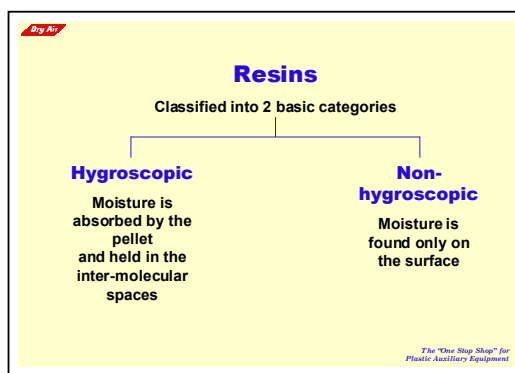 Dry Air
Resins
Classified into 2 basic categories
Hygroscopic
Moisture is
absorbed by the
pellet
and held in the
inter-molecular
spaces
Non-
hygroscopic
Moisture is
found only on
the surface
The "One Stop Shop" for
Plastic Auxiliary Equipment